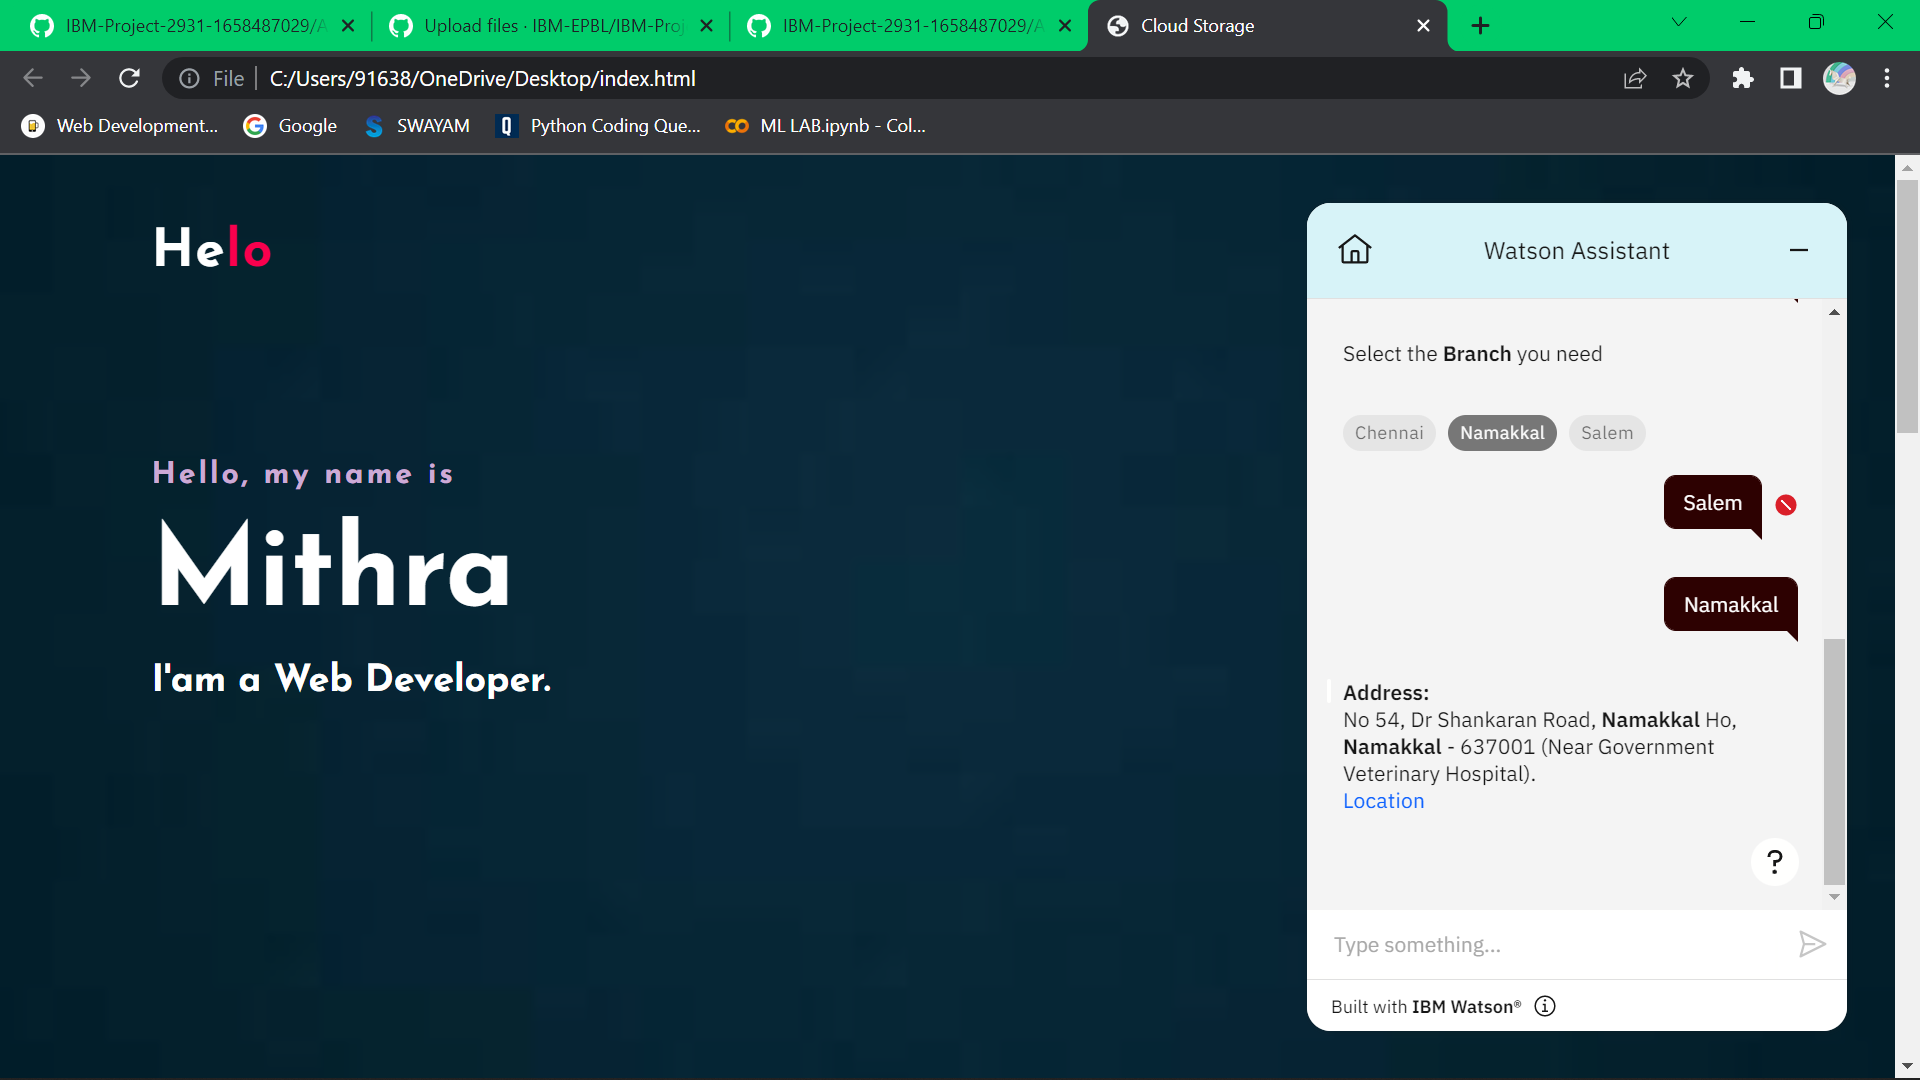 IBM-Project-2931-1658487029/A
Upload files · IBM-EPBL/IBM-Proj
IBM-Project-2931-1658487029/A
Cloud Storage
File
C:/Users/91638/OneDrive/Desktop/index.html
Web Development...
Google
SWAYAM
Python Coding Que...
ML LAB.ipynb - Col...
Helo
Hello, my name is
Mithra
I'am a Web Developer.
Watson Assistant
Select the Branch you need
Chennai
Namakkal
Salem
Salem
Namakkal
Address:
No 54, Dr Shankaran Road, Namakkal Ho,
Namakkal - 637001 (Near Government
Veterinary Hospital).
Location
?
Type something...
Built with IBM Watson®